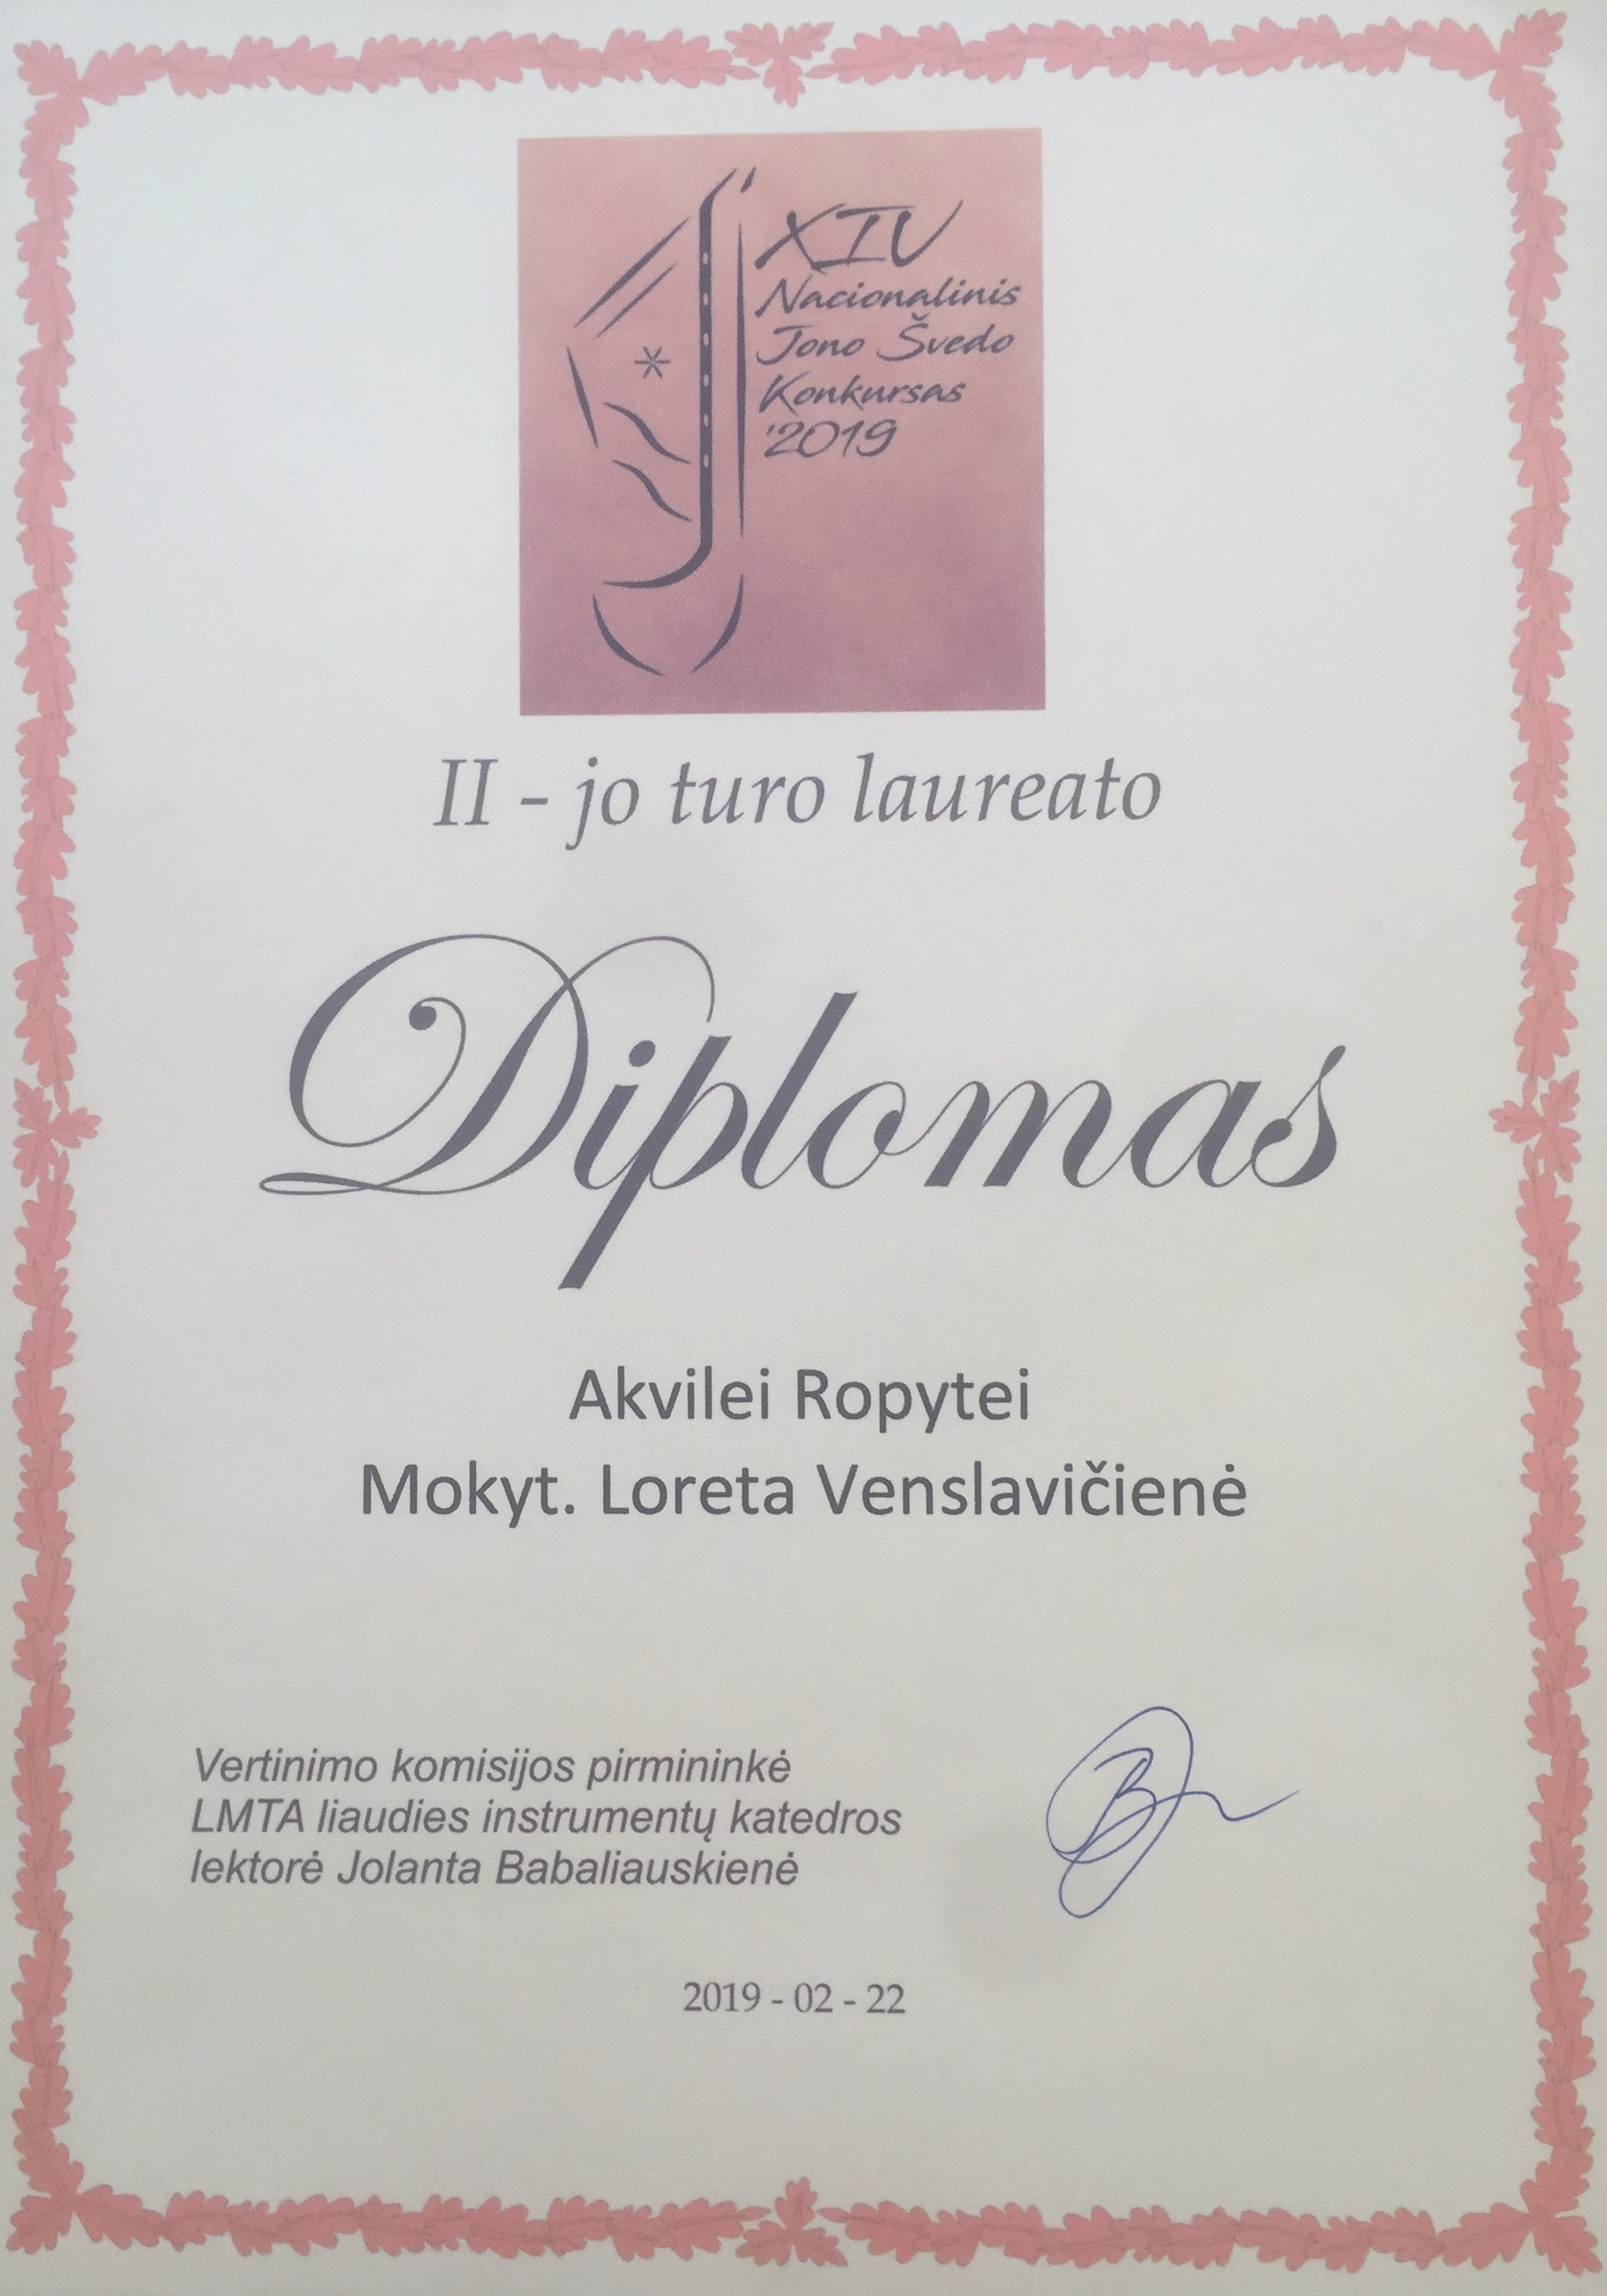 XIV
Nacionalinis
Jono Švedo
Konkursas
'2019
II - jo turo laureato
Diplomas
Akvilei Ropytei
Mokyt. Loreta Venslavičienė
Vertinimo komisijos pirmininkė
LMTA liaudies instrumentų katedros
lektorė Jolanta Babaliauskienė
2019 - 02 - 22